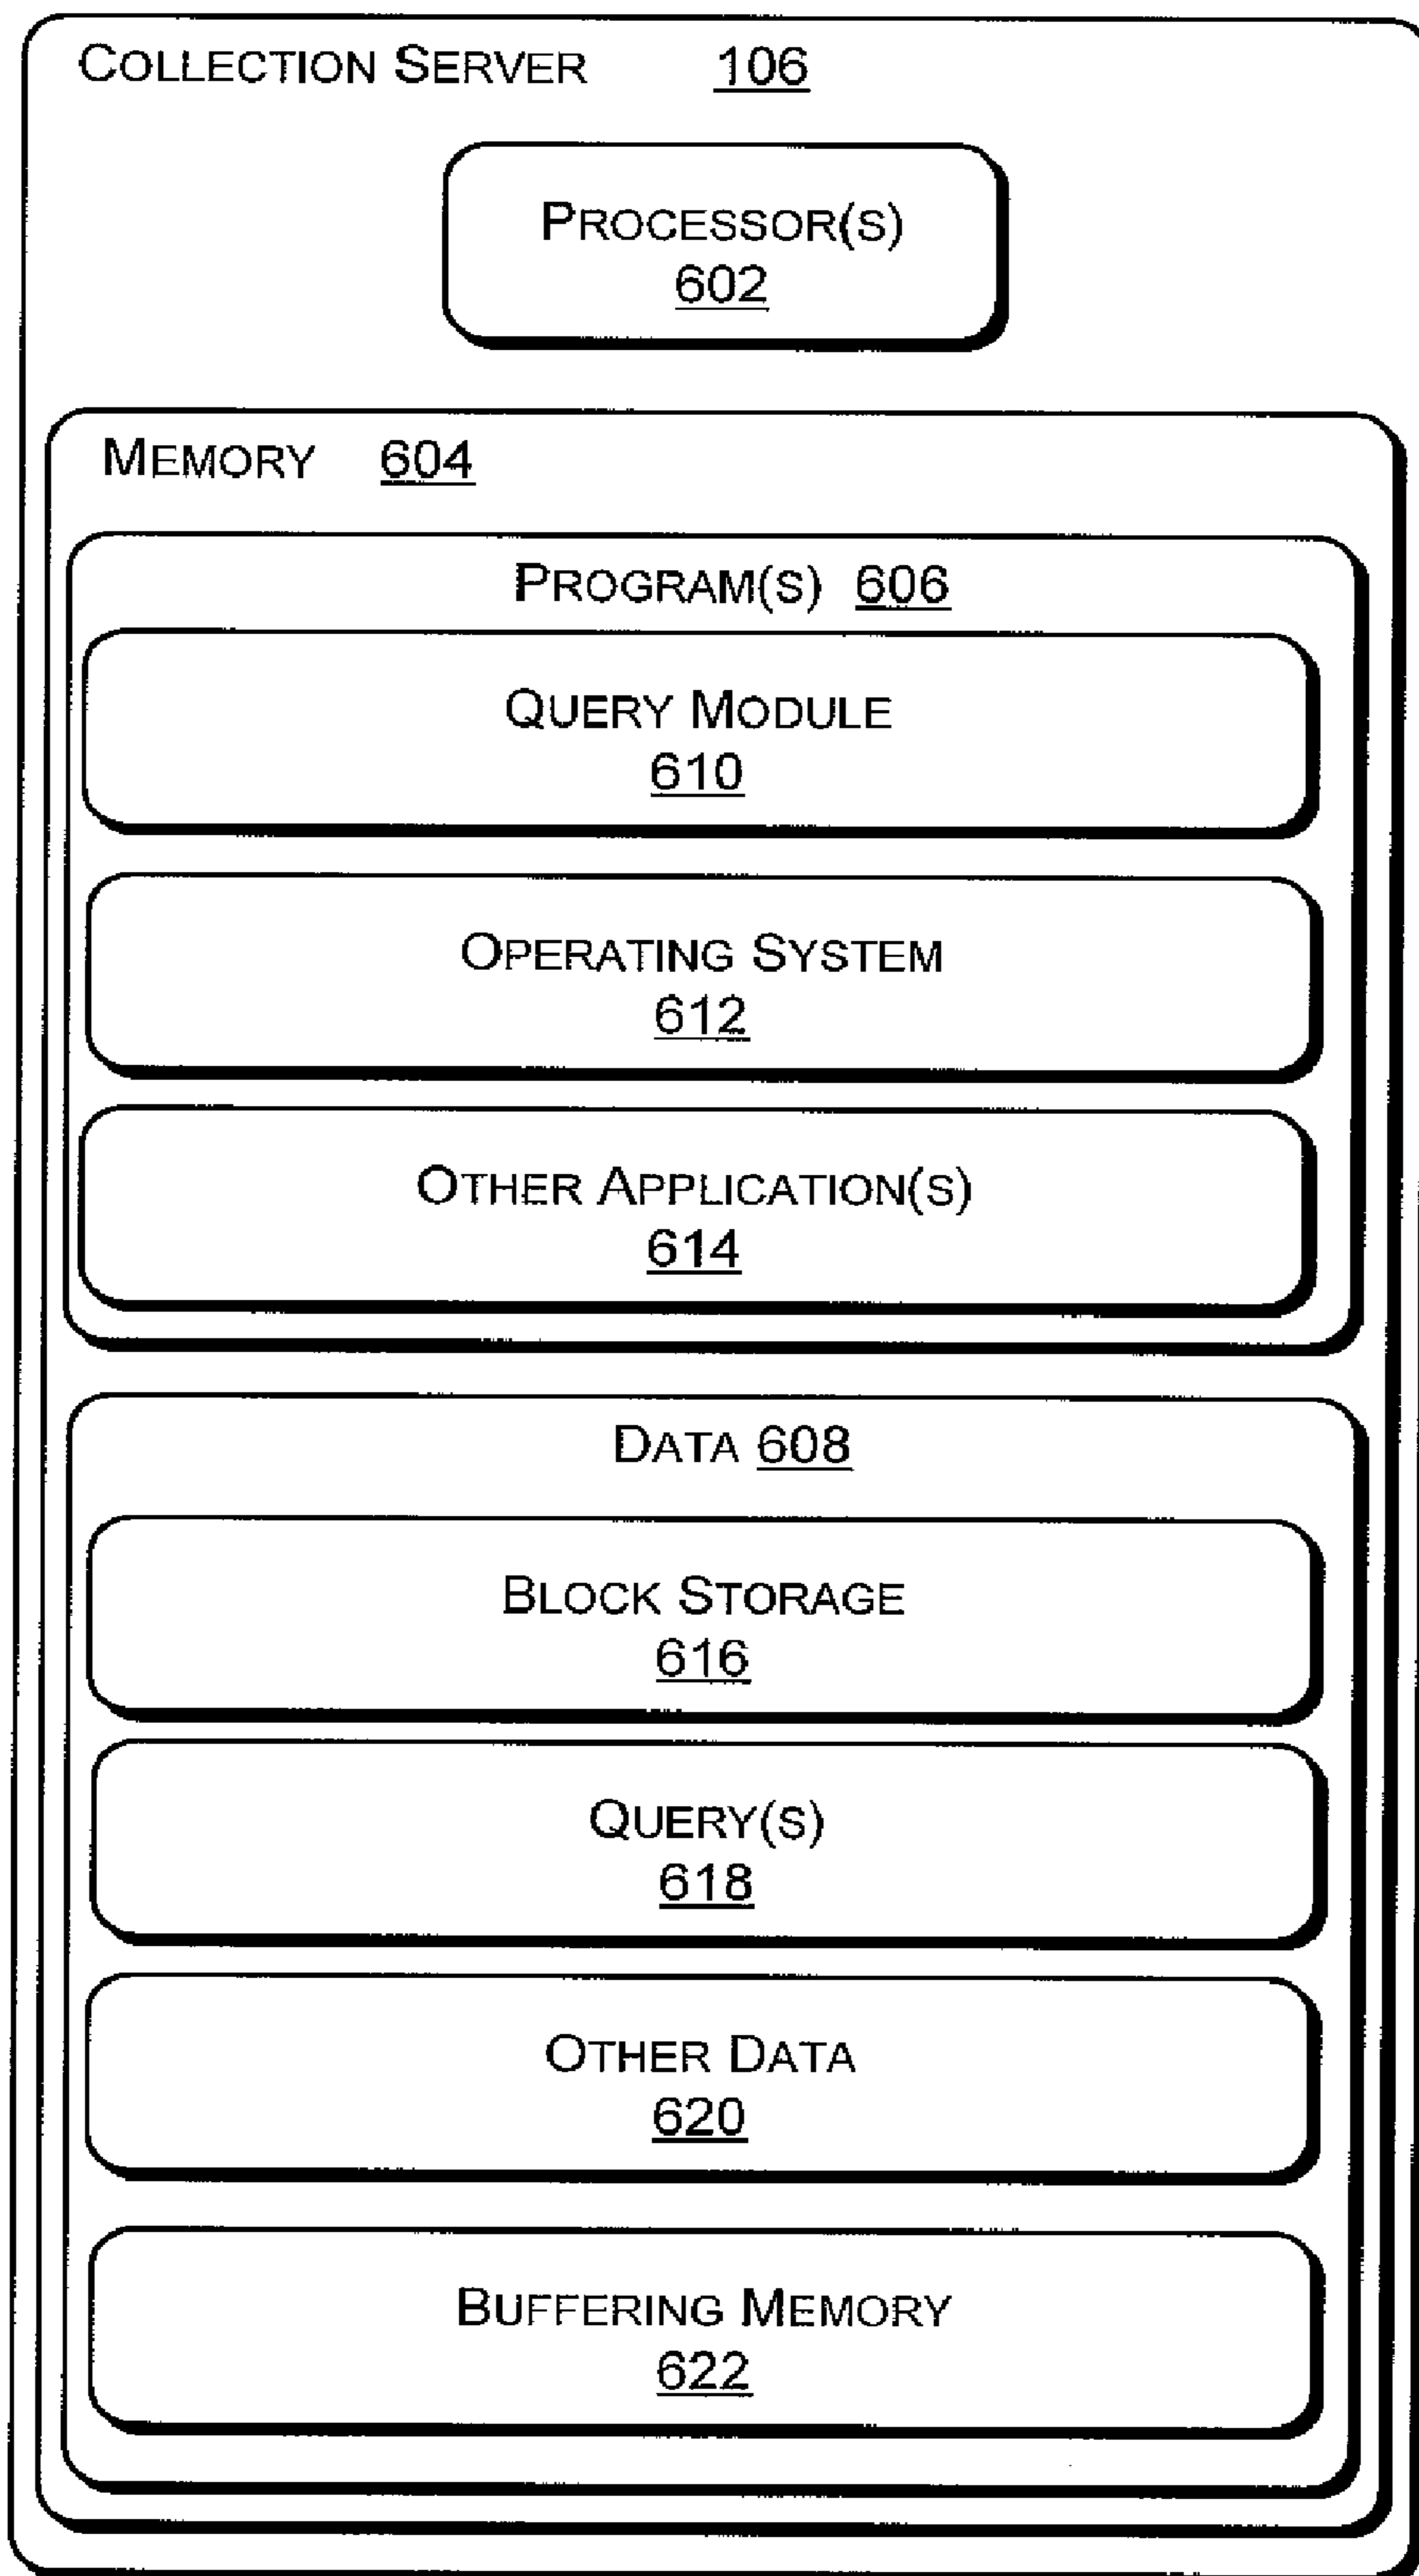 COLLECTION SERVER 106
PROCESSOR(S)
602
MEMORY 604
PROGRAM(S) 606
QUERY MODULE
610
OPERATING SYSTEM
612
OTHER APPLICATION(S)
614
DATA 608
BLOCK STORAGE
616
QUERY(S)
618
OTHER DATA
620
BUFFERING MEMORY
622